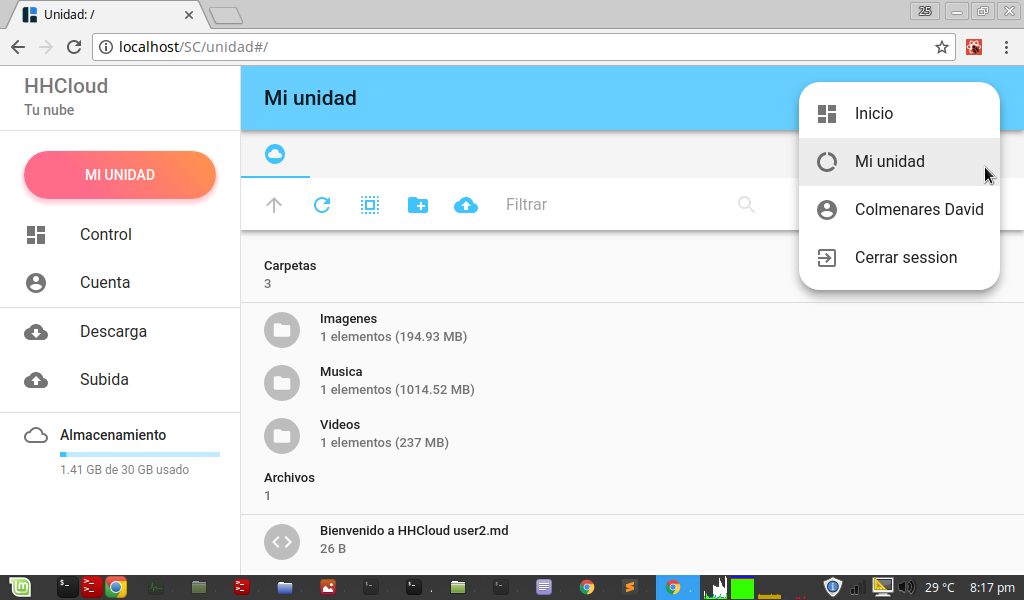 Unidad: /
25
localhost/SC/unidad#/
HHCloud
Tu nube
MI UNIDAD
Control
Cuenta
Descarga
Subida
Almacenamiento
1.41 GB de 30 GB usado
Mi unidad
Filtrar
Inicio
Mi unidad
Colmenares David
Cerrar session
Carpetas
3
Imagenes
1 elementos (194.93 MB)
Musica
1 elementos (1014.52 MB)
Videos
1 elementos (237 MB)
Archivos
1
Bienvenido a HHCloud user2.md
26 B
29 °C
8:17 pm